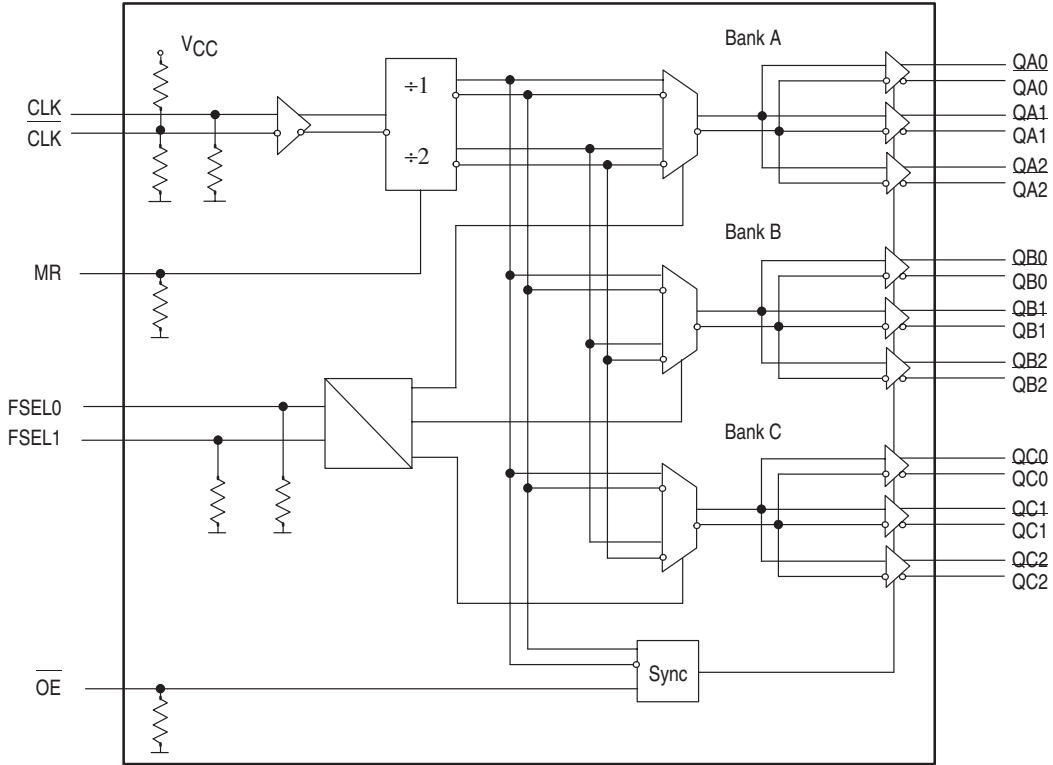 Bank A
V CC
QA0
QA0
÷1
CLK
CLK
QA1
QA1
÷2
QA2
QA2
Bank B
MR
QB0
QB0
QB1
QB1
QB2
QB2
FSEL0
FSEL1
Bank C
QC0
QC0
QC1
QC1
QC2
QC2
OE
Sync